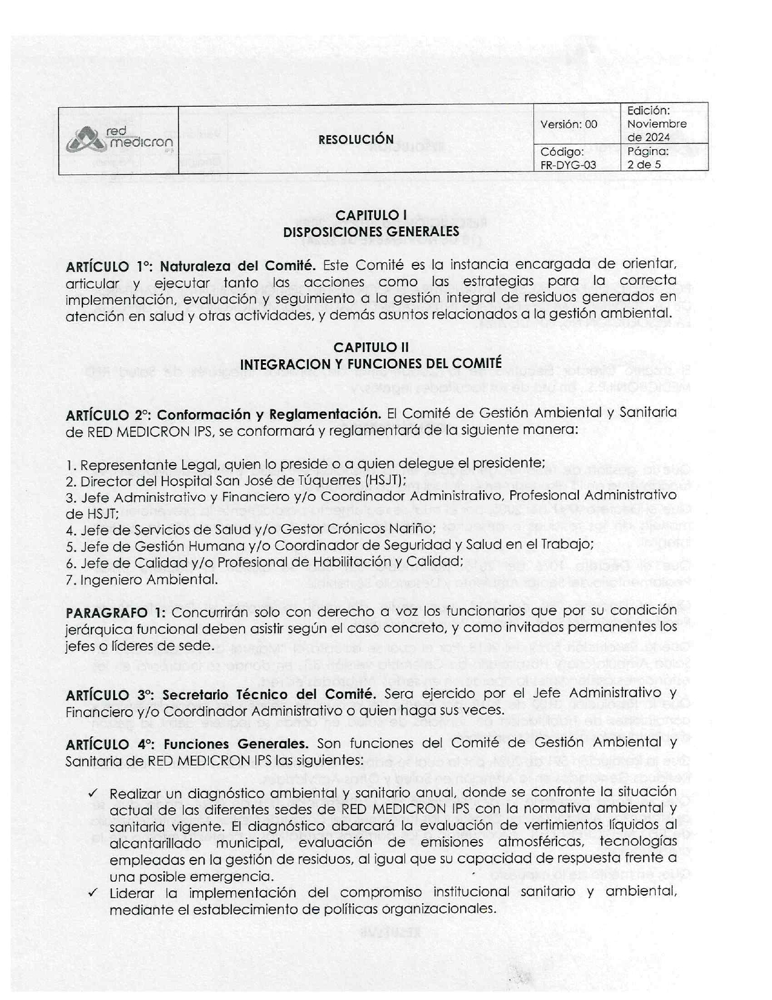 red
medicron
IPS
RESOLUCIÓN
Versión: 00
Edición:
Noviembre
de 2024
Código:
FR-DYG-03
Página:
2 de 5
CAPITULO I
DISPOSICIONES GENERALES
ARTÍCULO 1°: Naturaleza del Comité. Este Comité es la instancia encargada de orientar,
articular y ejecutar tanto las acciones como las estrategias para la correcta
implementación, evaluación y seguimiento a la gestión integral de residuos generados en
atención en salud y otras actividades, y demás asuntos relacionados a la gestión ambiental.
CAPITULO II
INTEGRACION Y FUNCIONES DEL COMITÉ
ARTÍCULO 2°: Conformación y Reglamentación. El Comité de Gestión Ambiental y Sanitaria
de RED MEDICRON IPS, se conformará y reglamentará de la siguiente manera:
1. Representante Legal, quien lo preside o a quien delegue el presidente;
2. Director del Hospital San José de Túquerres (HSJT);
3. Jefe Administrativo y Financiero y/o Coordinador Administrativo, Profesional Administrativo
de HSJT;
4. Jefe de Servicios de Salud y/o Gestor Crónicos Nariño;
5. Jefe de Gestión Humana y/o Coordinador de Seguridad y Salud en el Trabajo;
6. Jefe de Calidad y/o Profesional de Habilitación y Calidad;
7. Ingeniero Ambiental.
PARAGRAFO 1: Concurrirán solo con derecho a voz los funcionarios que por su condición
jerárquica funcional deben asistir según el caso concreto, y como invitados permanentes los
jefes o líderes de sede.
ARTÍCULO 3°: Secretario Técnico del Comité. Sera ejercido por el Jefe Administrativo y
Financiero y/o Coordinador Administrativo o quien haga sus veces.
ARTÍCULO 4°: Funciones Generales. Son funciones del Comité de Gestión Ambiental y
Sanitaria de RED MEDICRON IPS las siguientes:
✓ Realizar un diagnóstico ambiental y sanitario anual, donde se confronte la situación
actual de las diferentes sedes de RED MEDICRON IPS con la normativa ambiental y
sanitaria vigente. El diagnóstico abarcará la evaluación de vertimientos líquidos al
alcantarillado municipal, evaluación de emisiones atmosféricas, tecnologías
empleadas en la gestión de residuos, al igual que su capacidad de respuesta frente a
una posible emergencia.
✓ Liderar la implementación del compromiso institucional sanitario y ambiental,
mediante el establecimiento de políticas organizacionales.